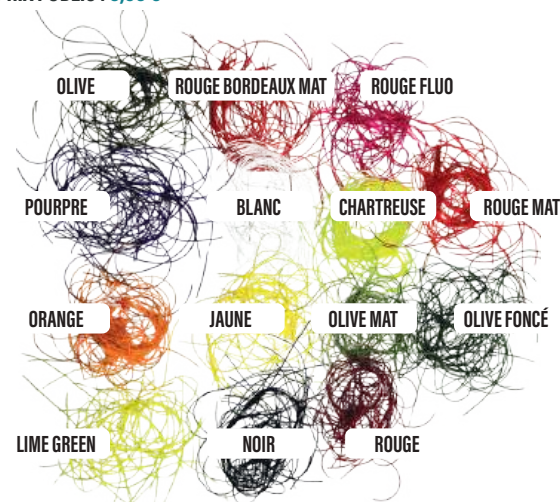 OLIVE ROUGE BORDEAUX MAT ROUGE FLUO
POURPRE BLANC CHARTREUSE ROUGE MAT
ORANGE JAUNE OLIVE MAT OLIVE FONCÉ
LIME GREEN NOIR ROUGE